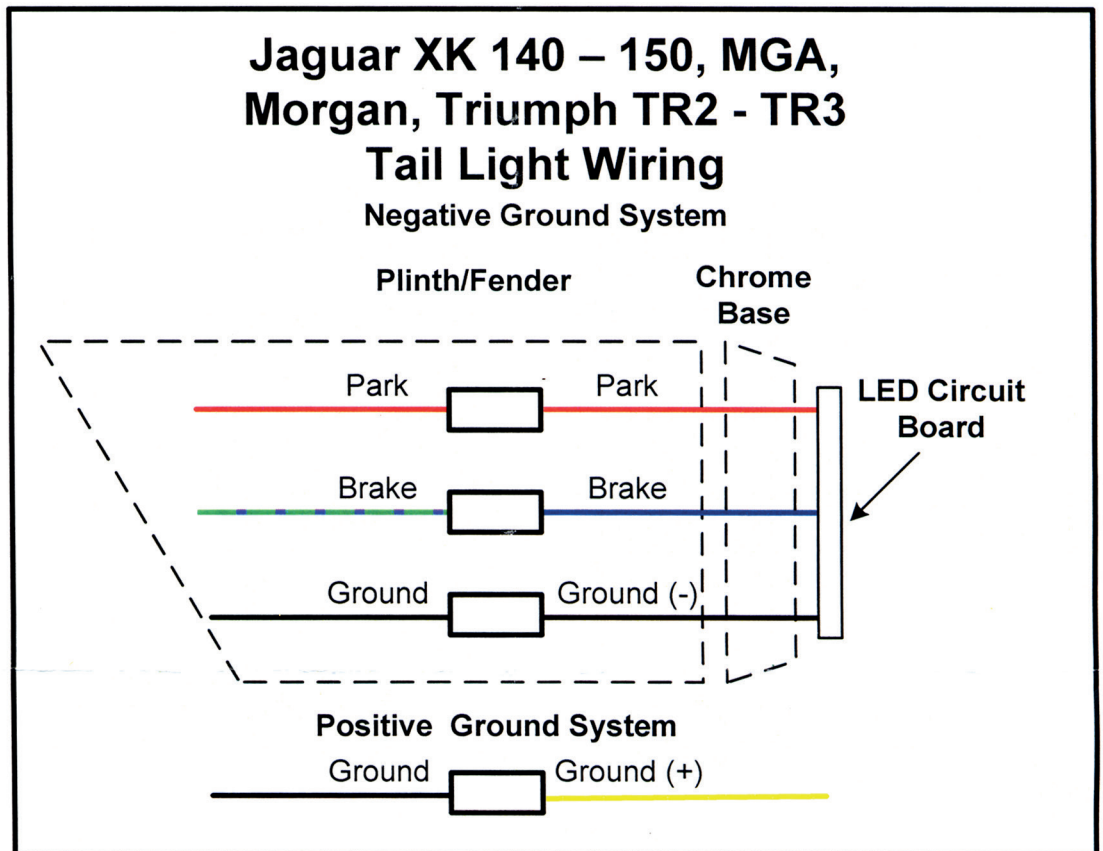 Jaguar XK 140 – 150, MGA,
Morgan, Triumph TR2 - TR3
Tail Light Wiring
Negative Ground System
Plinth/Fender
Chrome
Base
Park
Park
LED Circuit
Board
Brake
Brake
Ground
Ground (-)
Positive Ground System
Ground
Ground (+)